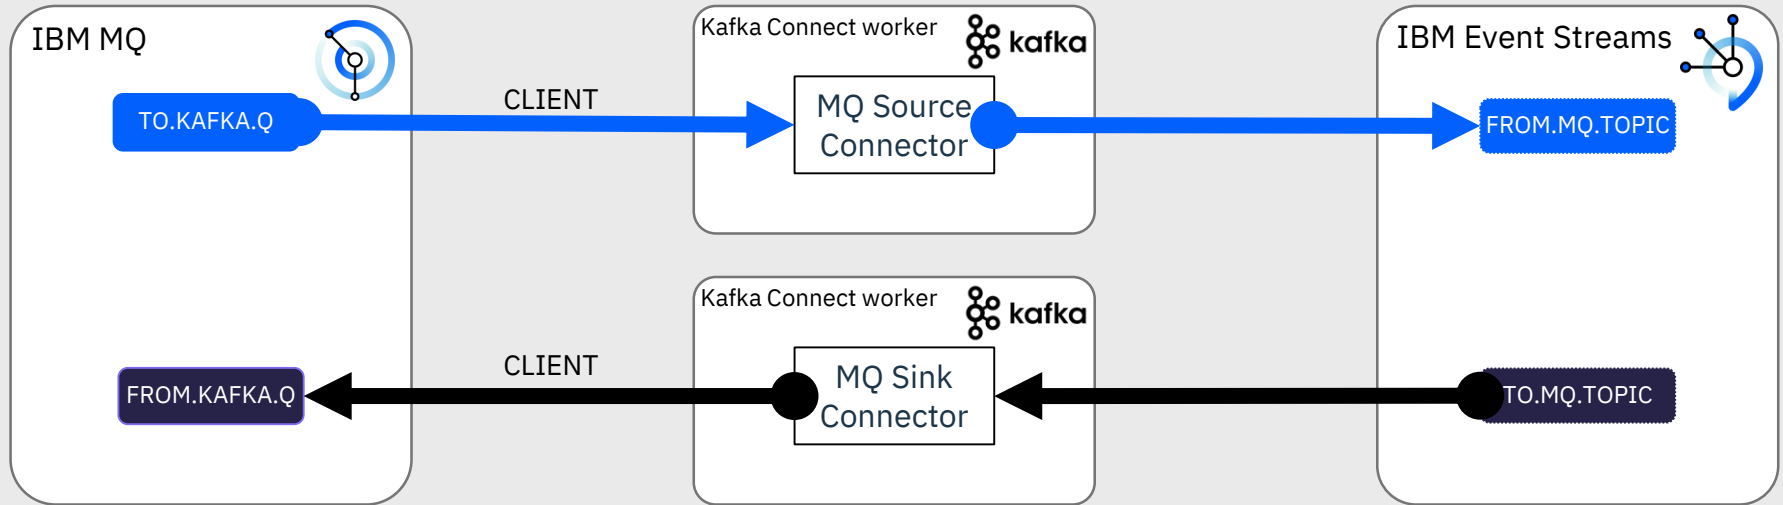 IBM MQ
TO.KAFKA.Q
CLIENT
Kafka Connect worker
kafka
MQ Source
Connector
IBM Event Streams
FROM.MQ.TOPIC
FROM.KAFKA.Q
CLIENT
Kafka Connect worker
kafka
MQ Sink
Connector
TO.MQ.TOPIC